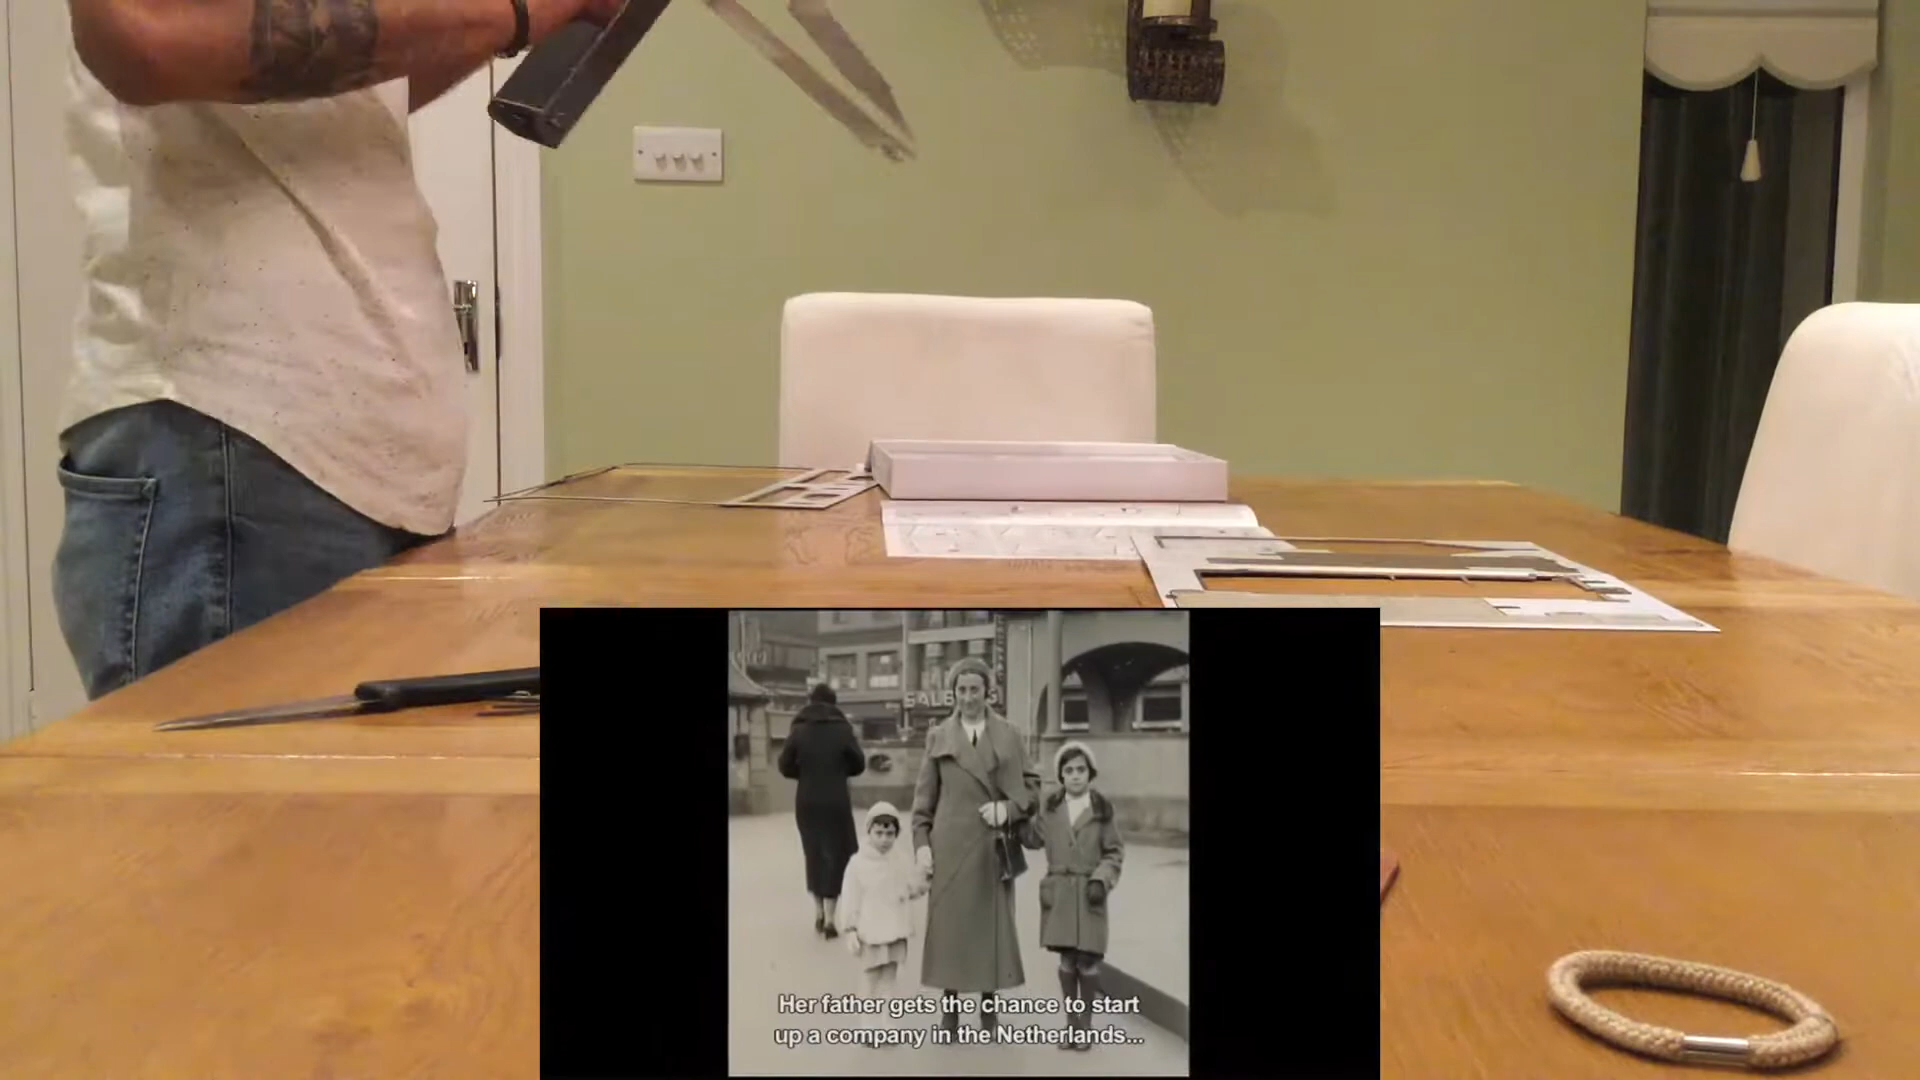 Her father gets the chance to start
up a company in the Netherlands...